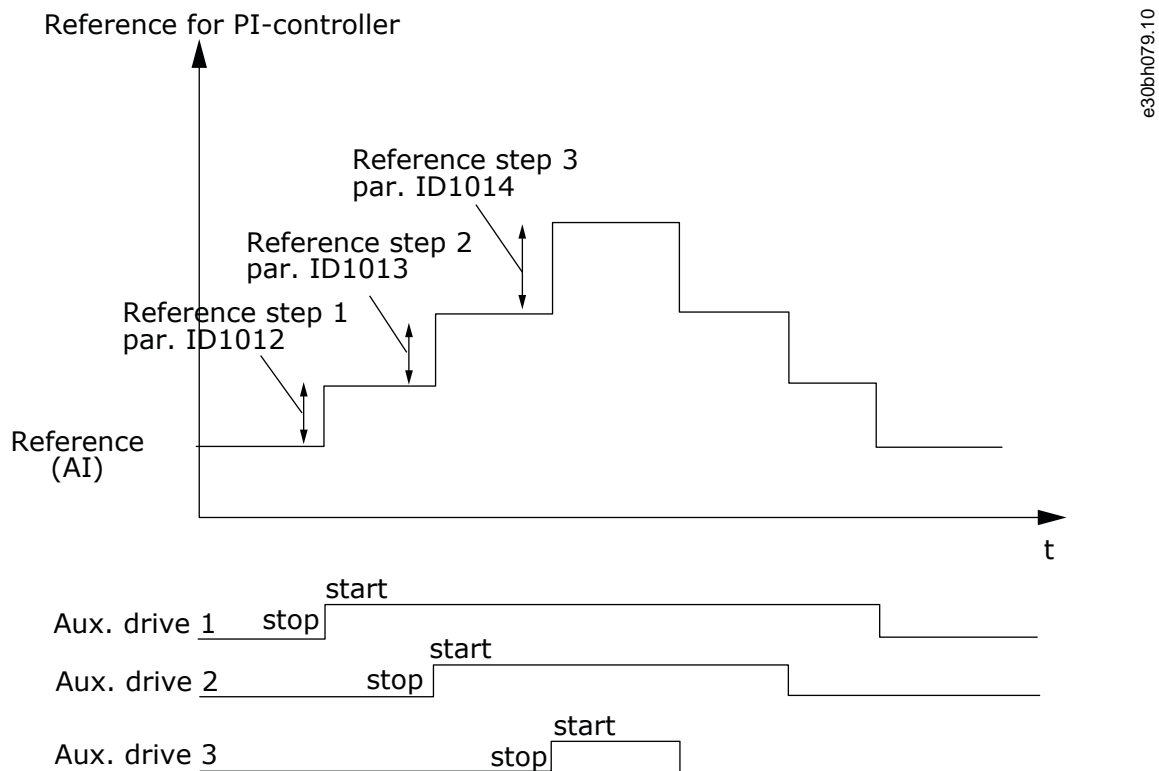 Reference for PI-controller
e30bh079.10
Reference step 3
par. ID1014
Reference step 2
par. ID1013
Reference step 1
par. ID1012
Reference
(AI)
t
start
stop
Aux. drive 1
start
stop
Aux. drive 2
start
stop
Aux. drive 3